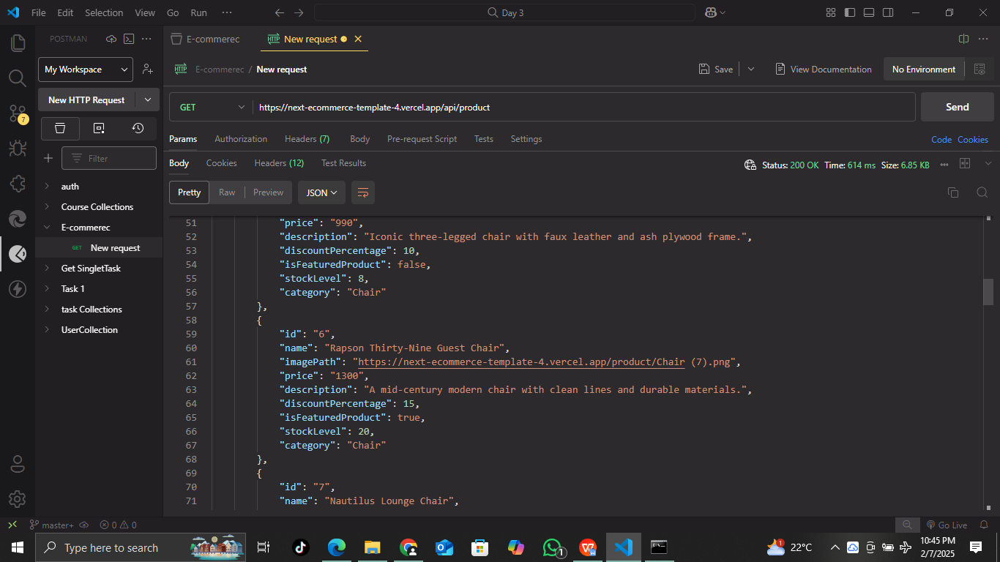 File Edit Selection View Go Run ··· Day 3
POSTMAN
E-commerec
HTTP New request
My Workspace
HTTP E-commerec / New request
Save
View Documentation
No Environment
New HTTP Request
GET https://next-ecommerce-template-4.vercel.app/api/product
Send
7
Params Authorization Headers (7) Body Pre-request Script Tests Settings
Code Cookies
Filter
Body Cookies Headers (12) Test Results
Status: 200 OK Time: 614 ms Size: 6.85 KB
auth
Course Collections
E-commerec
GET New request
Get SingletTask
Task 1
task Collections
UserCollection
Pretty Raw Preview JSON
51 "price": "990",
52 "description": "Iconic three-legged chair with faux leather and ash plywood frame.",
53 "discountPercentage": 10,
54 "isFeaturedProduct": false,
55 "stockLevel": 8,
56 "category": "Chair"
57 },
58 {
59 "id": "6",
60 "name": "Rapson Thirty-Nine Guest Chair",
61 "imagePath": "https://next-ecommerce-template-4.vercel.app/product/Chair (7).png",
62 "price": "1300",
63 "description": "A mid-century modern chair with clean lines and durable materials.",
64 "discountPercentage": 15,
65 "isFeaturedProduct": true,
66 "stockLevel": 20,
67 "category": "Chair"
68 },
69 {
70 "id": "7",
71 "name": "Nautilus Lounge Chair",
master+ 0 0
Go Live
Type here to search
1
1
22°C
10:45 PM
2/7/2025